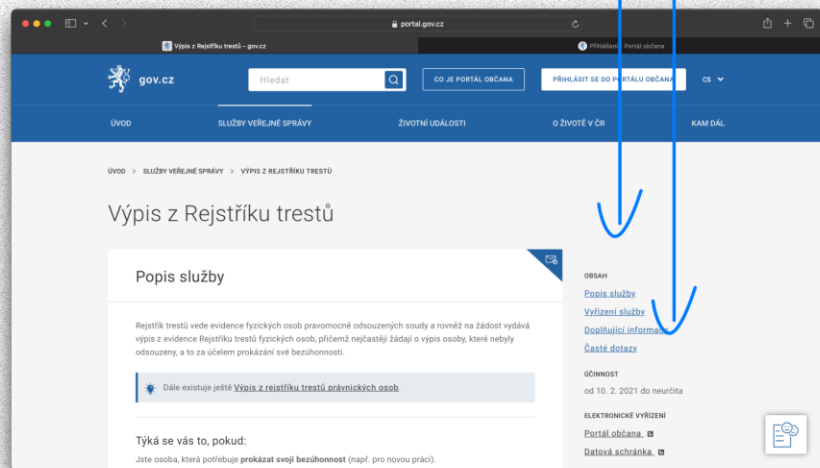 portal.gov.cz
Výpis z Rejstříku trestů – gov.cz
Přihlášení · Portál občana
gov.cz
Hledat
CO JE PORTÁL OBČANA
PŘIHLÁSIT SE DO PORTÁLU OBČANA
CS
ÚVOD
SLUŽBY VEŘEJNÉ SPRÁVY
ŽIVOTNÍ UDÁLOSTI
O ŽIVOTĚ V ČR
KAM DÁL
ÚVOD > SLUŽBY VEŘEJNÉ SPRÁVY > VÝPIS Z REJSTŘÍKU TRESTŮ
Výpis z Rejstříku trestů
Popis služby
Rejstřík trestů vede evidence fyzických osob pravomocně odsouzených soudy a rovněž na žádost vydává
výpis z evidence Rejstříku trestů fyzických osob, přičemž nejčastěji žádají o výpis osoby, které nebyly
odsouzeny, a to za účelem prokázání své bezúhonnosti.
Dále existuje ještě Výpis z rejstříku trestů právnických osob.
Týká se vás to, pokud:
Jste osoba, která potřebuje prokázat svoji bezúhonnost (např. pro novou práci).
OBSAH
Popis služby
Vyřízení služby
Doplňující informace
Časté dotazy
ÚČINNOST
od 10. 2. 2021 do neurčita
ELEKTRONICKÉ VYŘÍZENÍ
Portál občana
Datová schránka